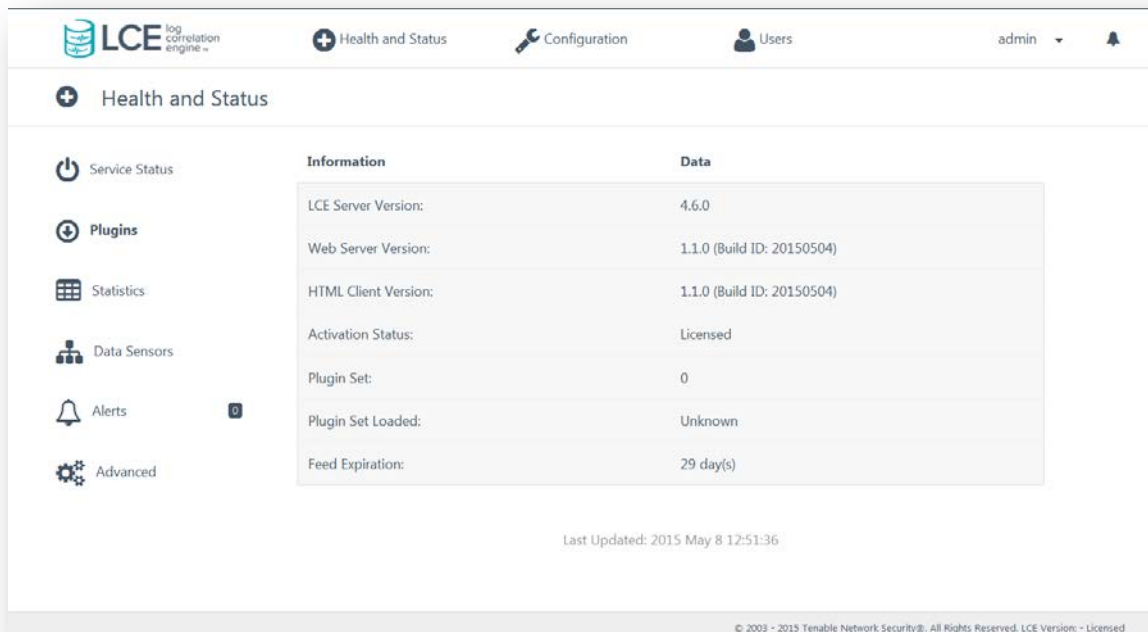 LCE log correlation engine™
Health and Status
Configuration
Users
admin
Health and Status
Service Status
Plugins
Statistics
Data Sensors
Alerts 0
Advanced
Information Data
LCE Server Version: 4.6.0
Web Server Version: 1.1.0 (Build ID: 20150504)
HTML Client Version: 1.1.0 (Build ID: 20150504)
Activation Status: Licensed
Plugin Set: 0
Plugin Set Loaded: Unknown
Feed Expiration: 29 day(s)
Last Updated: 2015 May 8 12:51:36
© 2003 - 2015 Tenable Network Security®. All Rights Reserved. LCE Version: - Licensed